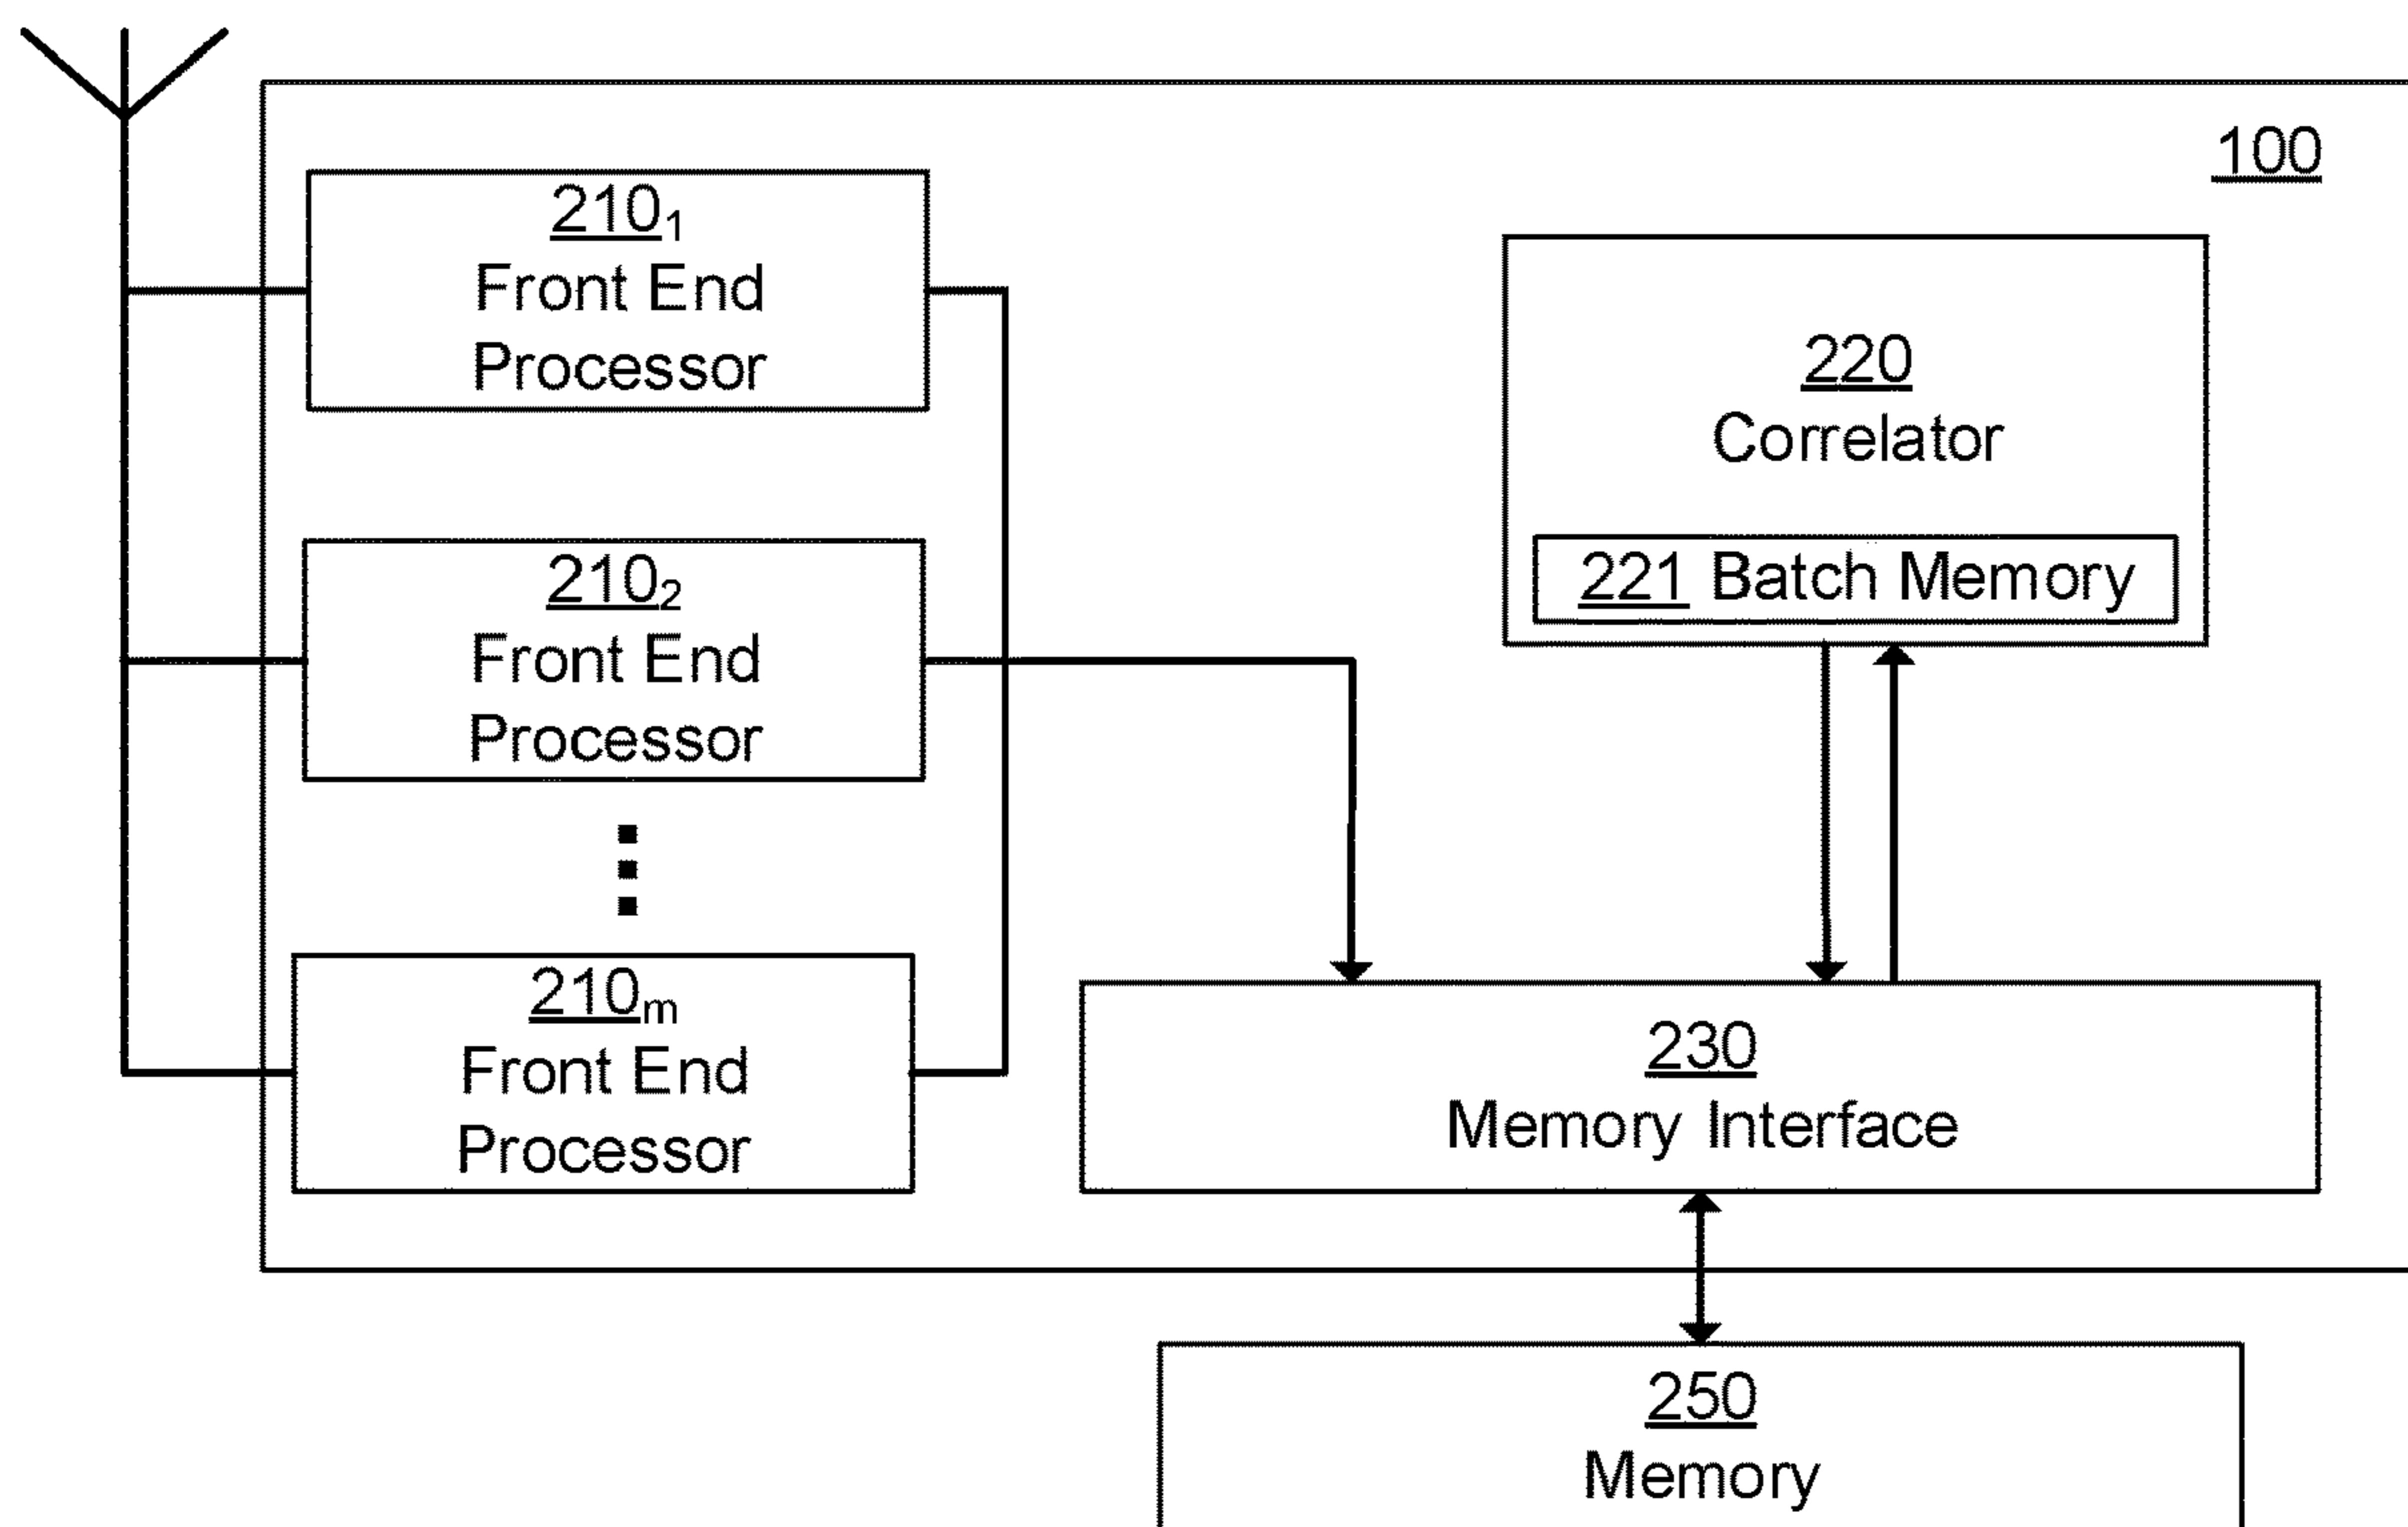 100
210₁
Front End
Processor
220
Correlator
221 Batch Memory
210₂
Front End
Processor
210ₘ
Front End
Processor
230
Memory Interface
250
Memory